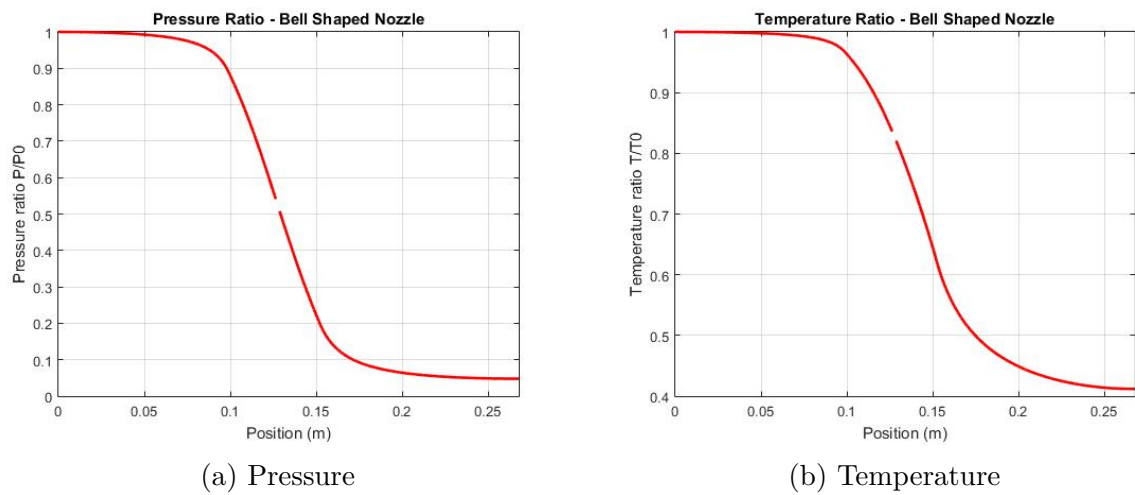 Pressure Ratio - Bell Shaped Nozzle
Pressure ratio P/P0
1
0.9
0.8
0.7
0.6
0.5
0.4
0.3
0.2
0.1
0
0 0.05 0.1 0.15 0.2 0.25
Position (m)
(a) Pressure
Temperature Ratio - Bell Shaped Nozzle
Temperature ratio T/T0
1
0.9
0.8
0.7
0.6
0.5
0.4
0 0.05 0.1 0.15 0.2 0.25
Position (m)
(b) Temperature